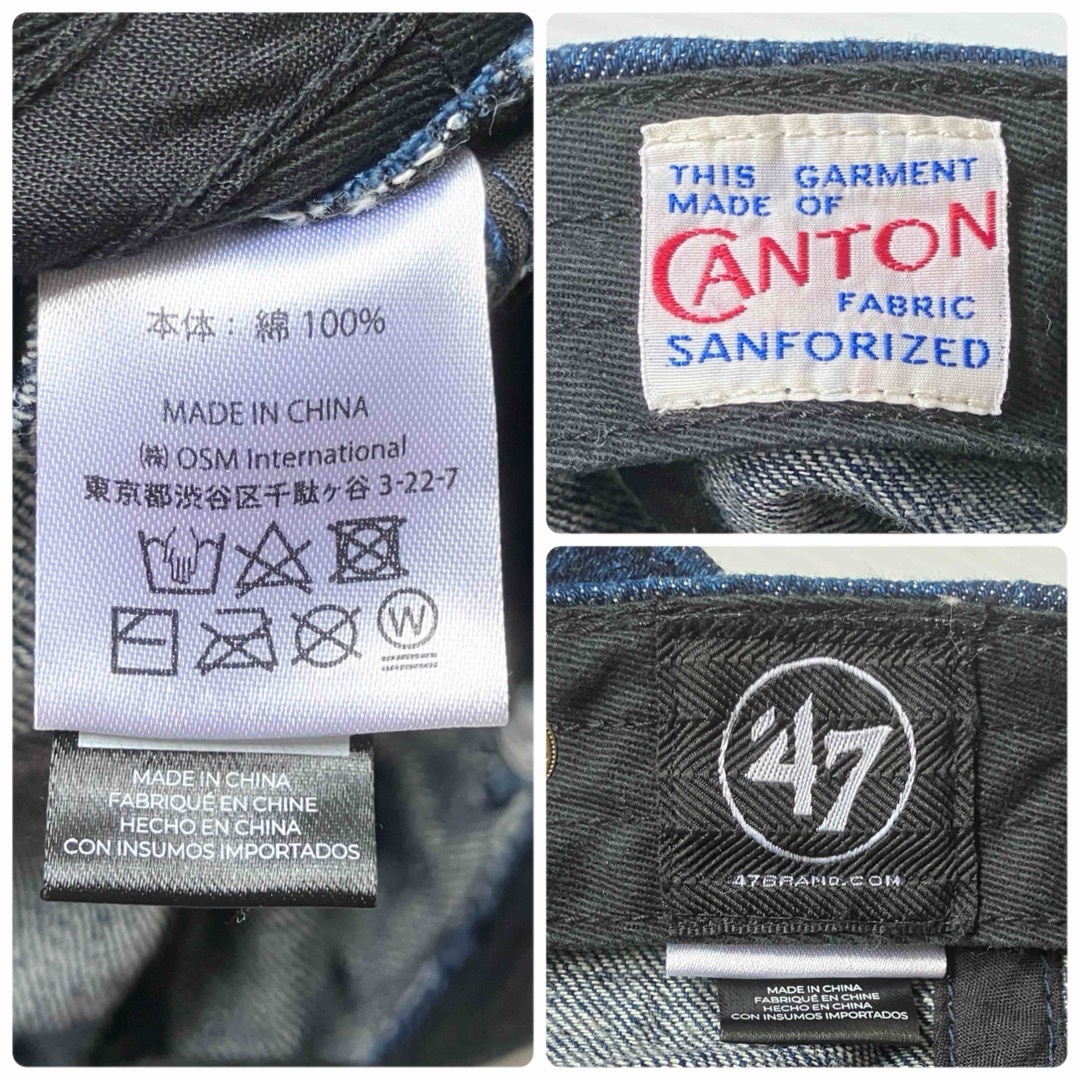 本体：綿 100%
MADE IN CHINA
㈱ OSM International
東京都渋谷区千駄ヶ谷 3-22-7
W
MADE IN CHINA
FABRIQUÉ EN CHINE
HECHO EN CHINA
CON INSUMOS IMPORTADOS
THIS GARMENT
MADE OF
CANTON
FABRIC
SANFORIZED
'47
47BRAND.COM
MADE IN CHINA
FABRIQUÉ EN CHINE
HECHO EN CHINA
CON INSUMOS IMPORTADOS